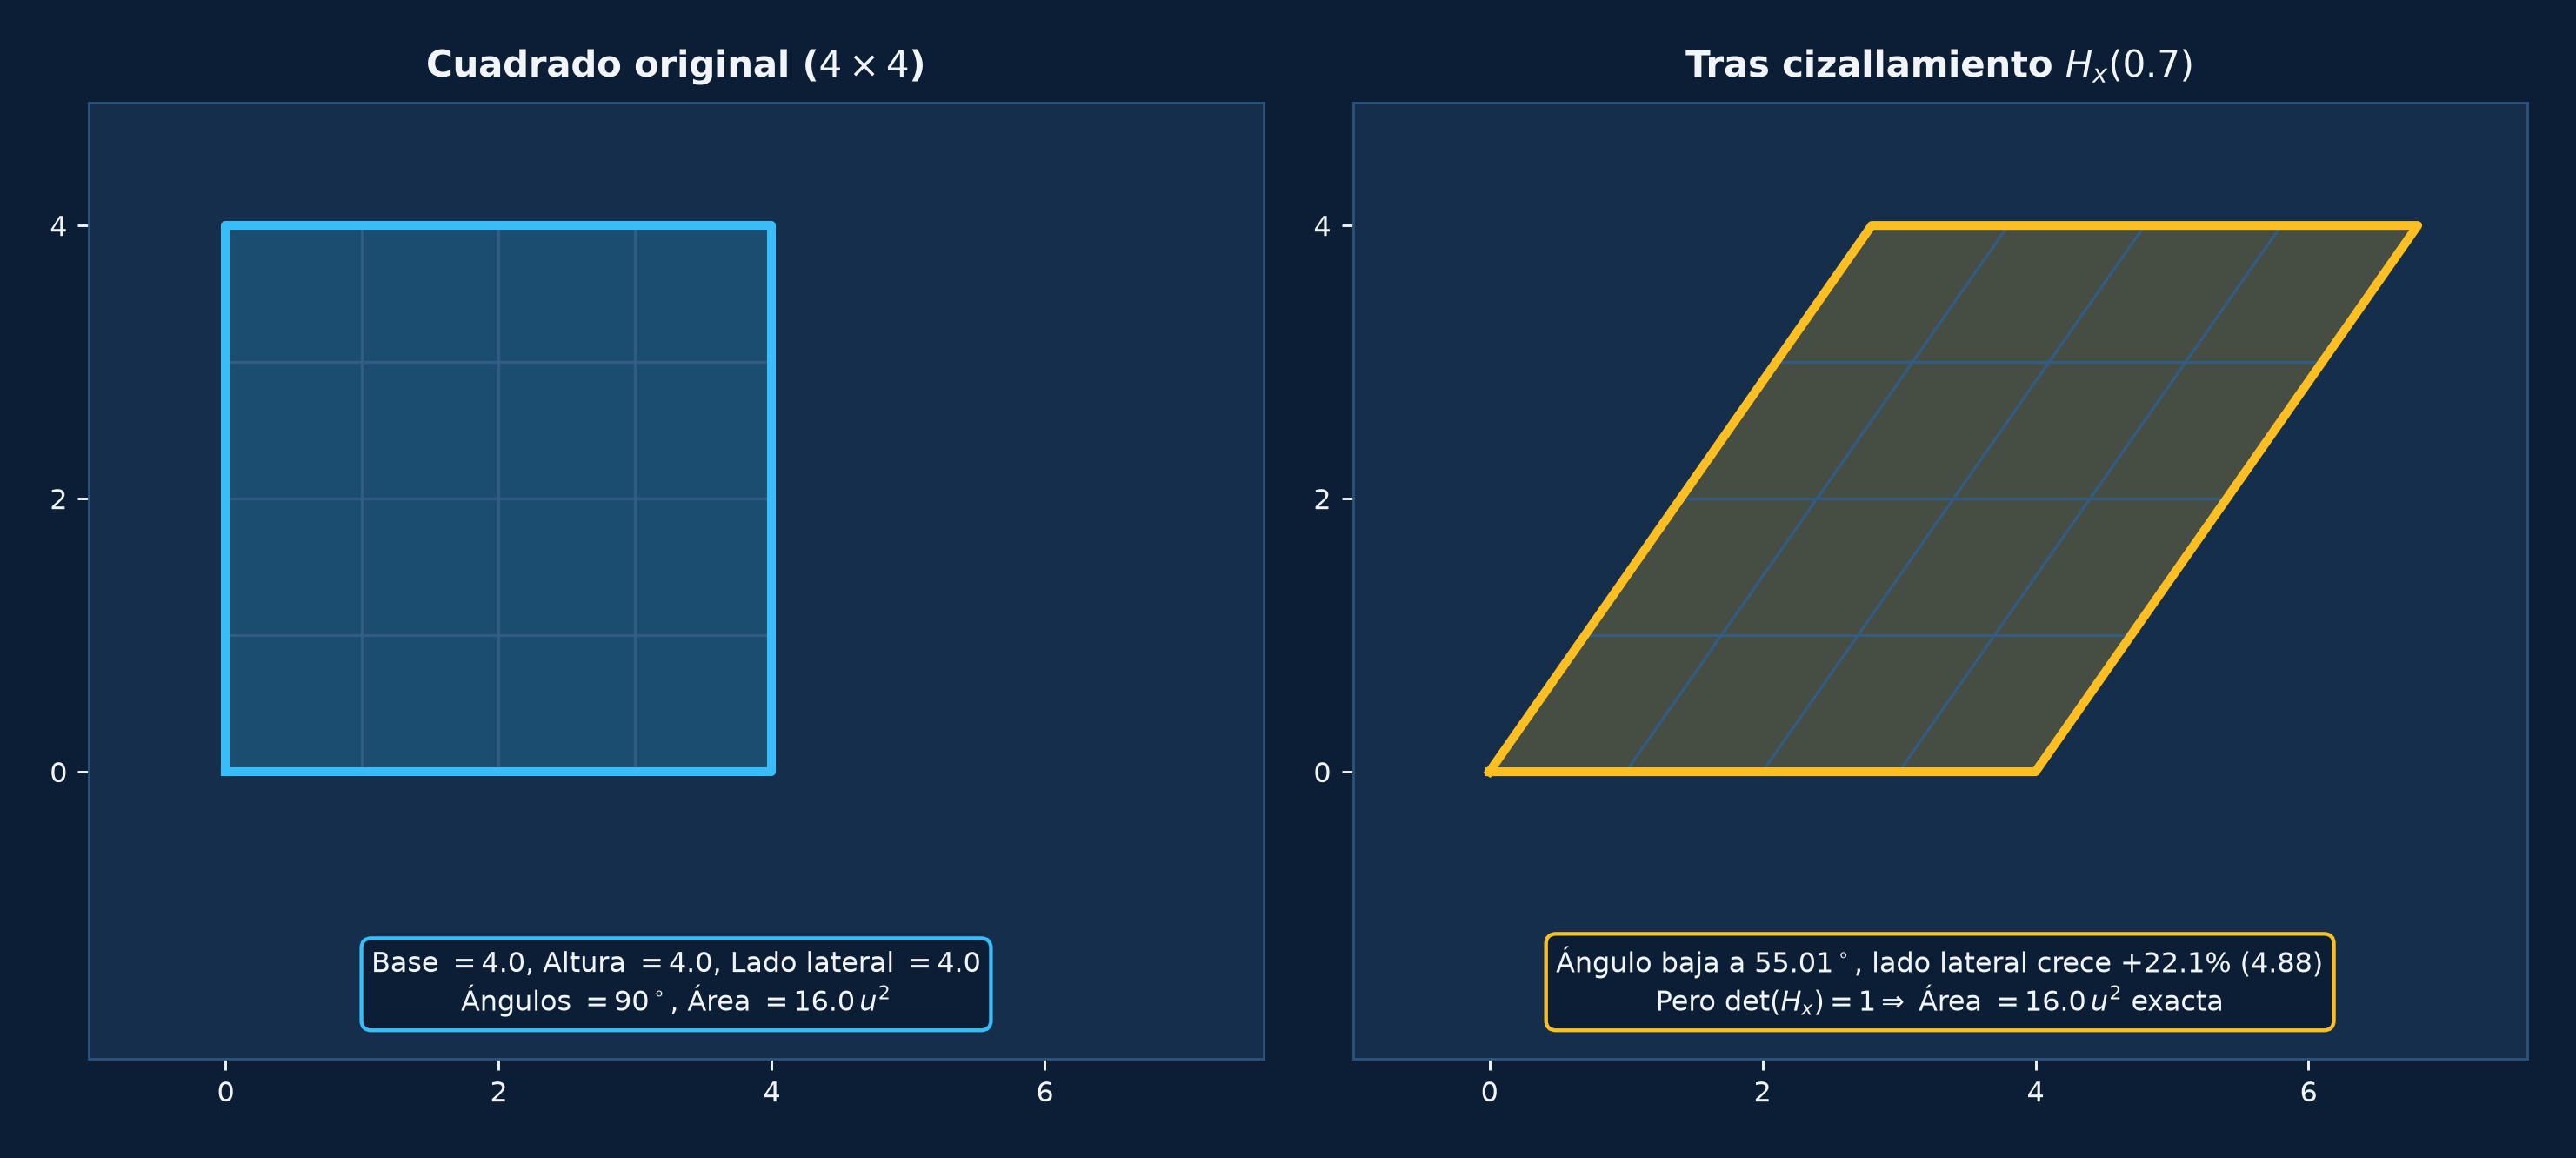 Cuadrado original (4 × 4)
4
2
0
0 2 4 6
Base = 4.0, Altura = 4.0, Lado lateral = 4.0
Ángulos = 90°, Área = 16.0 u²
Tras cizallamiento Hₓ(0.7)
4
2
0
0 2 4 6
Ángulo baja a 55.01°, lado lateral crece +22.1% (4.88)
Pero det(Hₓ) = 1 ⇒ Área = 16.0 u² exacta